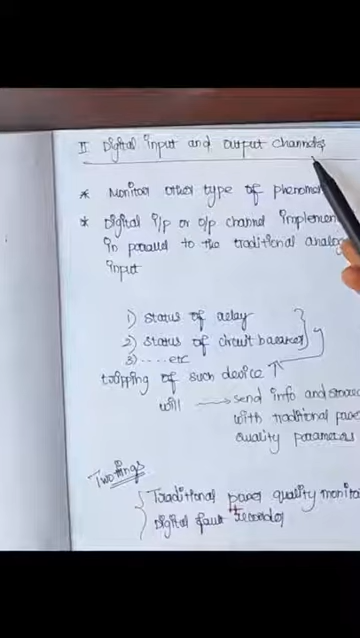 II Digital input and output channels
* Monitor other type of phenomen
* Digital i/p or o/p channel implemen
in parallel to the traditional analog
input
1) status of relay
2) status of circuit breaker
3) ..... etc
tripping of such device
will → send info and stored
with traditional power
quality parameters
Two things
Traditional power quality monito
Digital fault recorder